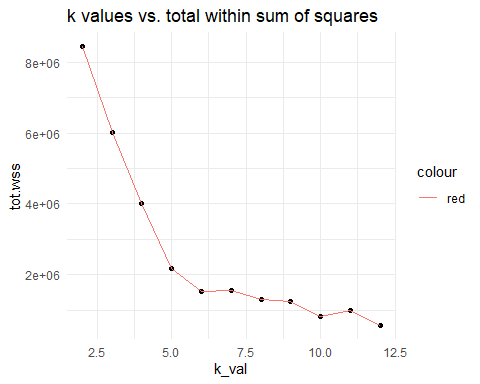 k values vs. total within sum of squares
8e+06
6e+06
4e+06
2e+06
tot.wss
2.5 5.0 7.5 10.0 12.5
k_val
colour
red